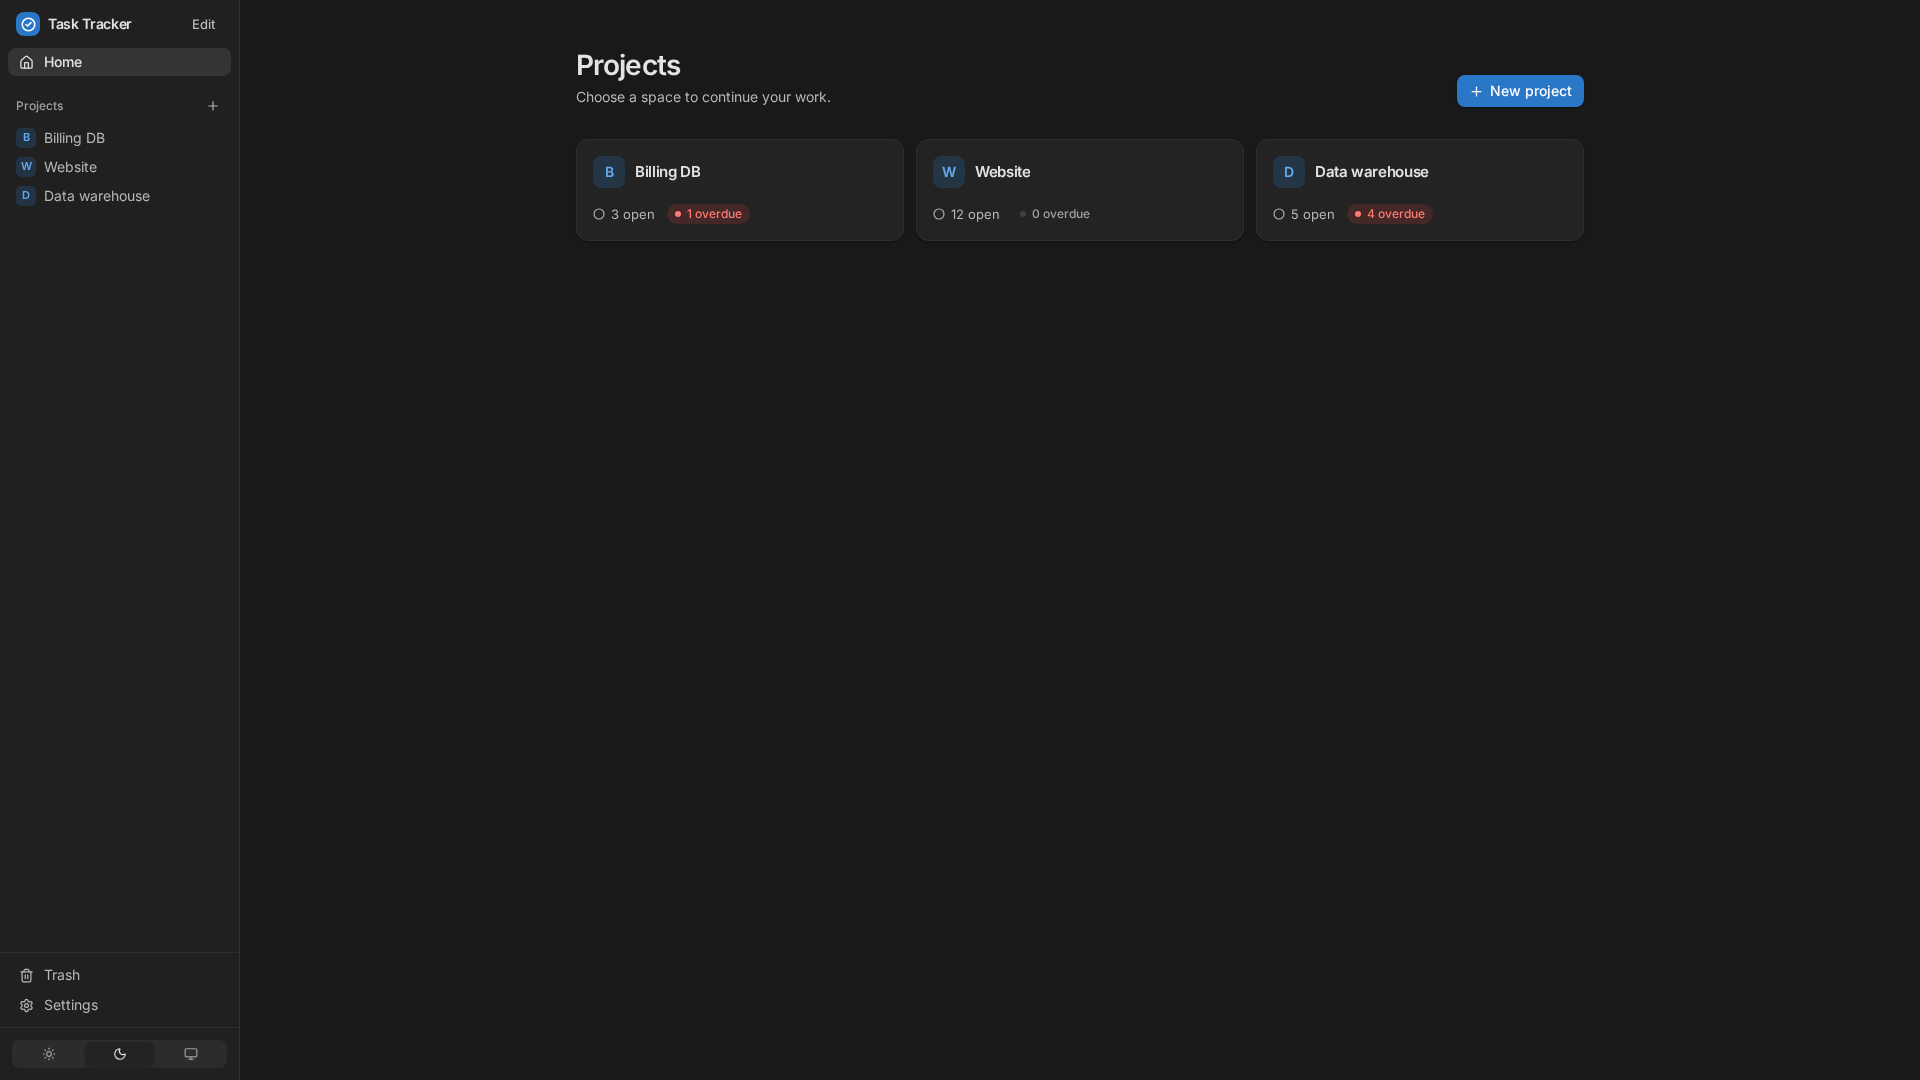 Task Tracker
Edit
Home
Projects
B Billing DB
W Website
D Data warehouse
Trash
Settings
Projects
Choose a space to continue your work.
New project
B Billing DB
3 open 1 overdue
W Website
12 open 0 overdue
D Data warehouse
5 open 4 overdue